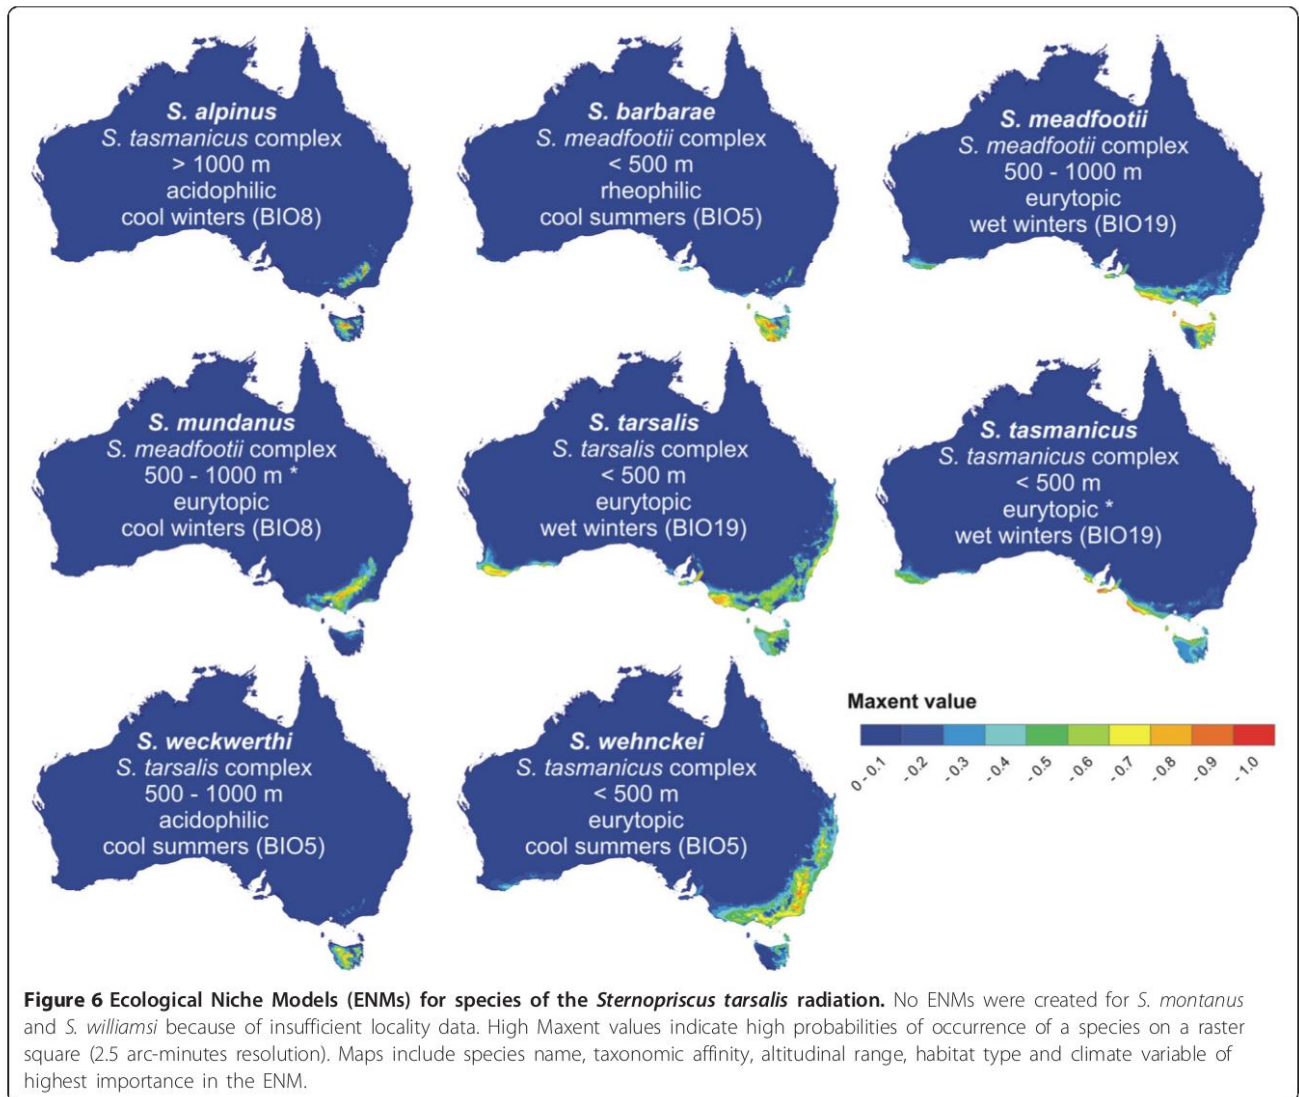 S. alpinus
S. tasmanicus complex
> 1000 m
acidophilic
cool winters (BIO8)
S. barbarae
S. meadfootii complex
< 500 m
rheophilic
cool summers (BIO5)
S. meadfootii
S. meadfootii complex
500 - 1000 m
eurytopic
wet winters (BIO19)
S. mundanus
S. meadfootii complex
500 - 1000 m *
eurytopic
cool winters (BIO8)
S. tarsalis
S. tarsalis complex
< 500 m
eurytopic
wet winters (BIO19)
S. tasmanicus
S. tasmanicus complex
< 500 m
eurytopic *
wet winters (BIO19)
S. weckwerthi
S. tarsalis complex
500 - 1000 m
acidophilic
cool summers (BIO5)
S. wehnckei
S. tasmanicus complex
< 500 m
eurytopic
cool summers (BIO5)
Maxent value
0 - 0.1 - 0.2 - 0.3 - 0.4 - 0.5 - 0.6 - 0.7 - 0.8 - 0.9 - 1.0
Figure 6 Ecological Niche Models (ENMs) for species of the Sternopriscus tarsalis radiation. No ENMs were created for S. montanus
and S. williamsi because of insufficient locality data. High Maxent values indicate high probabilities of occurrence of a species on a raster
square (2.5 arc-minutes resolution). Maps include species name, taxonomic affinity, altitudinal range, habitat type and climate variable of
highest importance in the ENM.